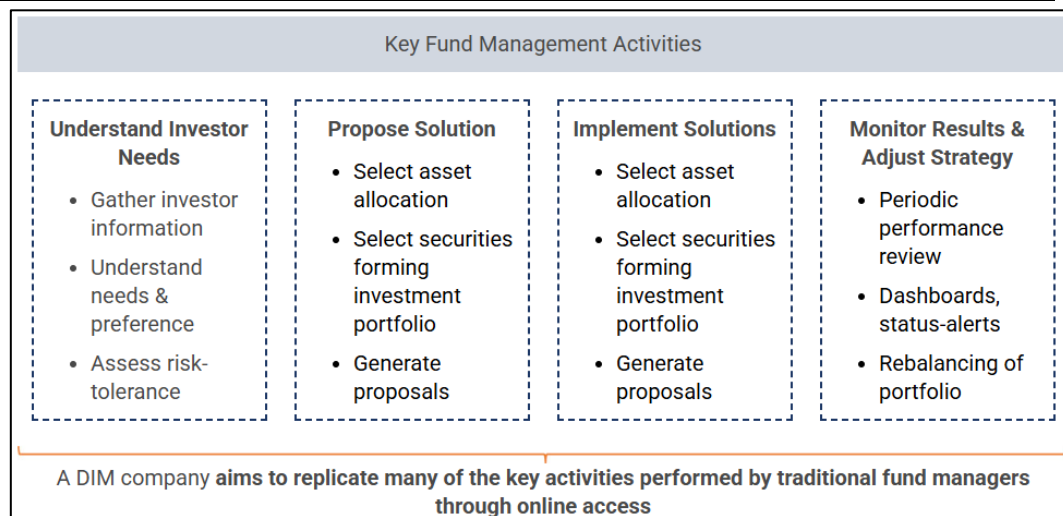 Key Fund Management Activities
Understand Investor
Needs
• Gather investor
information
• Understand
needs &
preference
• Assess risk-
tolerance
Propose Solution
• Select asset
allocation
• Select securities
forming
investment
portfolio
• Generate
proposals
Implement Solutions
• Select asset
allocation
• Select securities
forming
investment
portfolio
• Generate
proposals
Monitor Results &
Adjust Strategy
• Periodic
performance
review
• Dashboards,
status-alerts
• Rebalancing of
portfolio
A DIM company aims to replicate many of the key activities performed by traditional fund managers
through online access